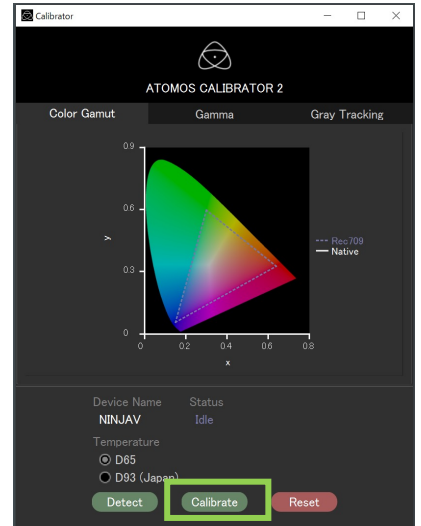 Calibrator
ATOMOS CALIBRATOR 2
Color Gamut Gamma Gray Tracking
0.9
0.6
y
Rec709
Native
0.3
0
0 0.2 0.4 0.6 0.8
x
Device Name Status
NINJAV Idle
Temperature
D65
D93 (Japan)
Detect Calibrate Reset